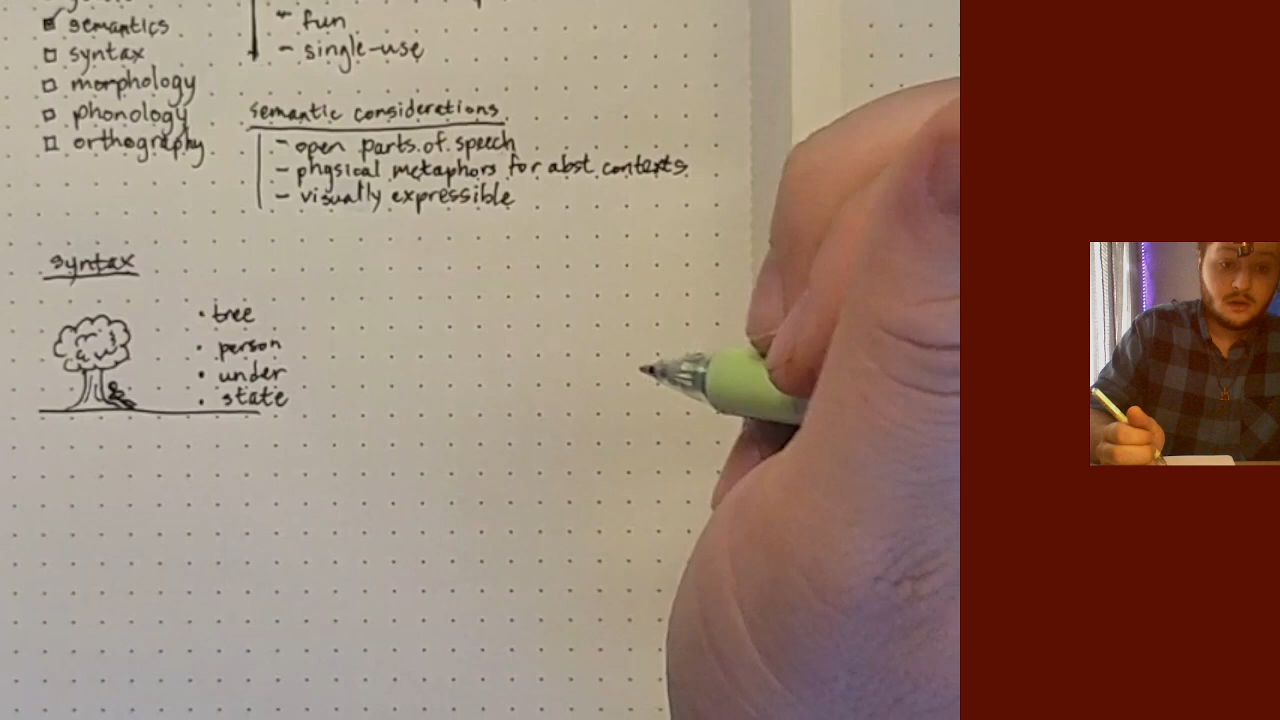 semantics
syntax
morphology
phonology
orthography
- fun
- single-use
semantic considerations
- open parts of speech
- physical metaphors for abst contexts
- visually expressible
syntax
• tree
• person
• under
• state